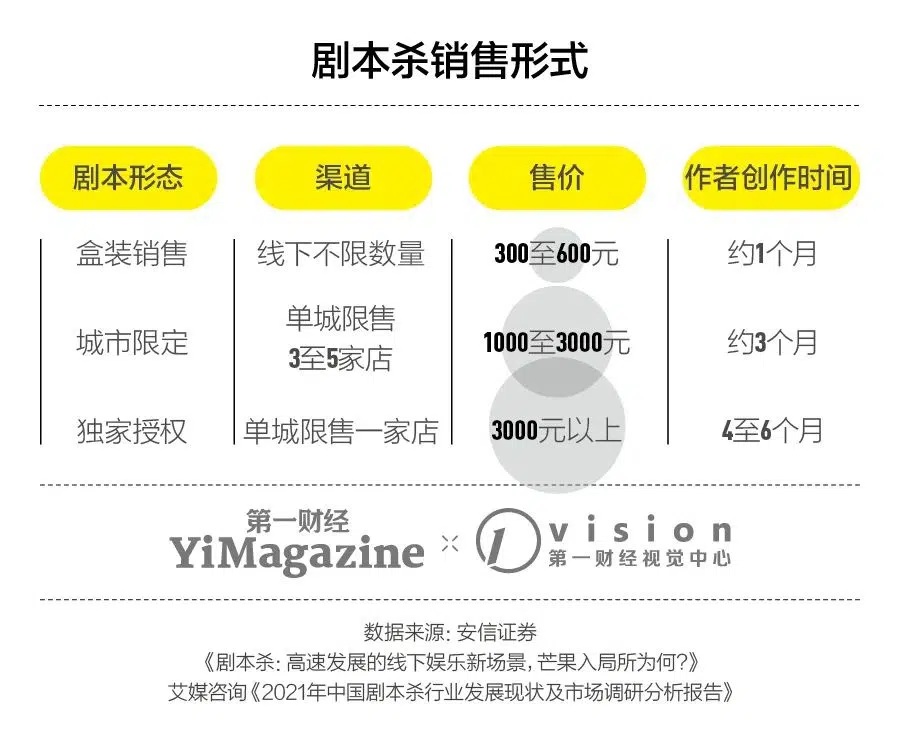 剧本杀销售形式
剧本形态 渠道 售价 作者创作时间
盒装销售 线下不限数量 300至600元 约1个月
城市限定 单城限售 1000至3000元 约3个月
3至5家店
独家授权 单城限售一家店 3000元以上 4至6个月
第一财经
YiMagazine
vision
第一财经视觉中心
数据来源：安信证券
《剧本杀：高速发展的线下娱乐新场景，芒果入局所为何？》
艾媒咨询《2021年中国剧本杀行业发展现状及市场调研分析报告》